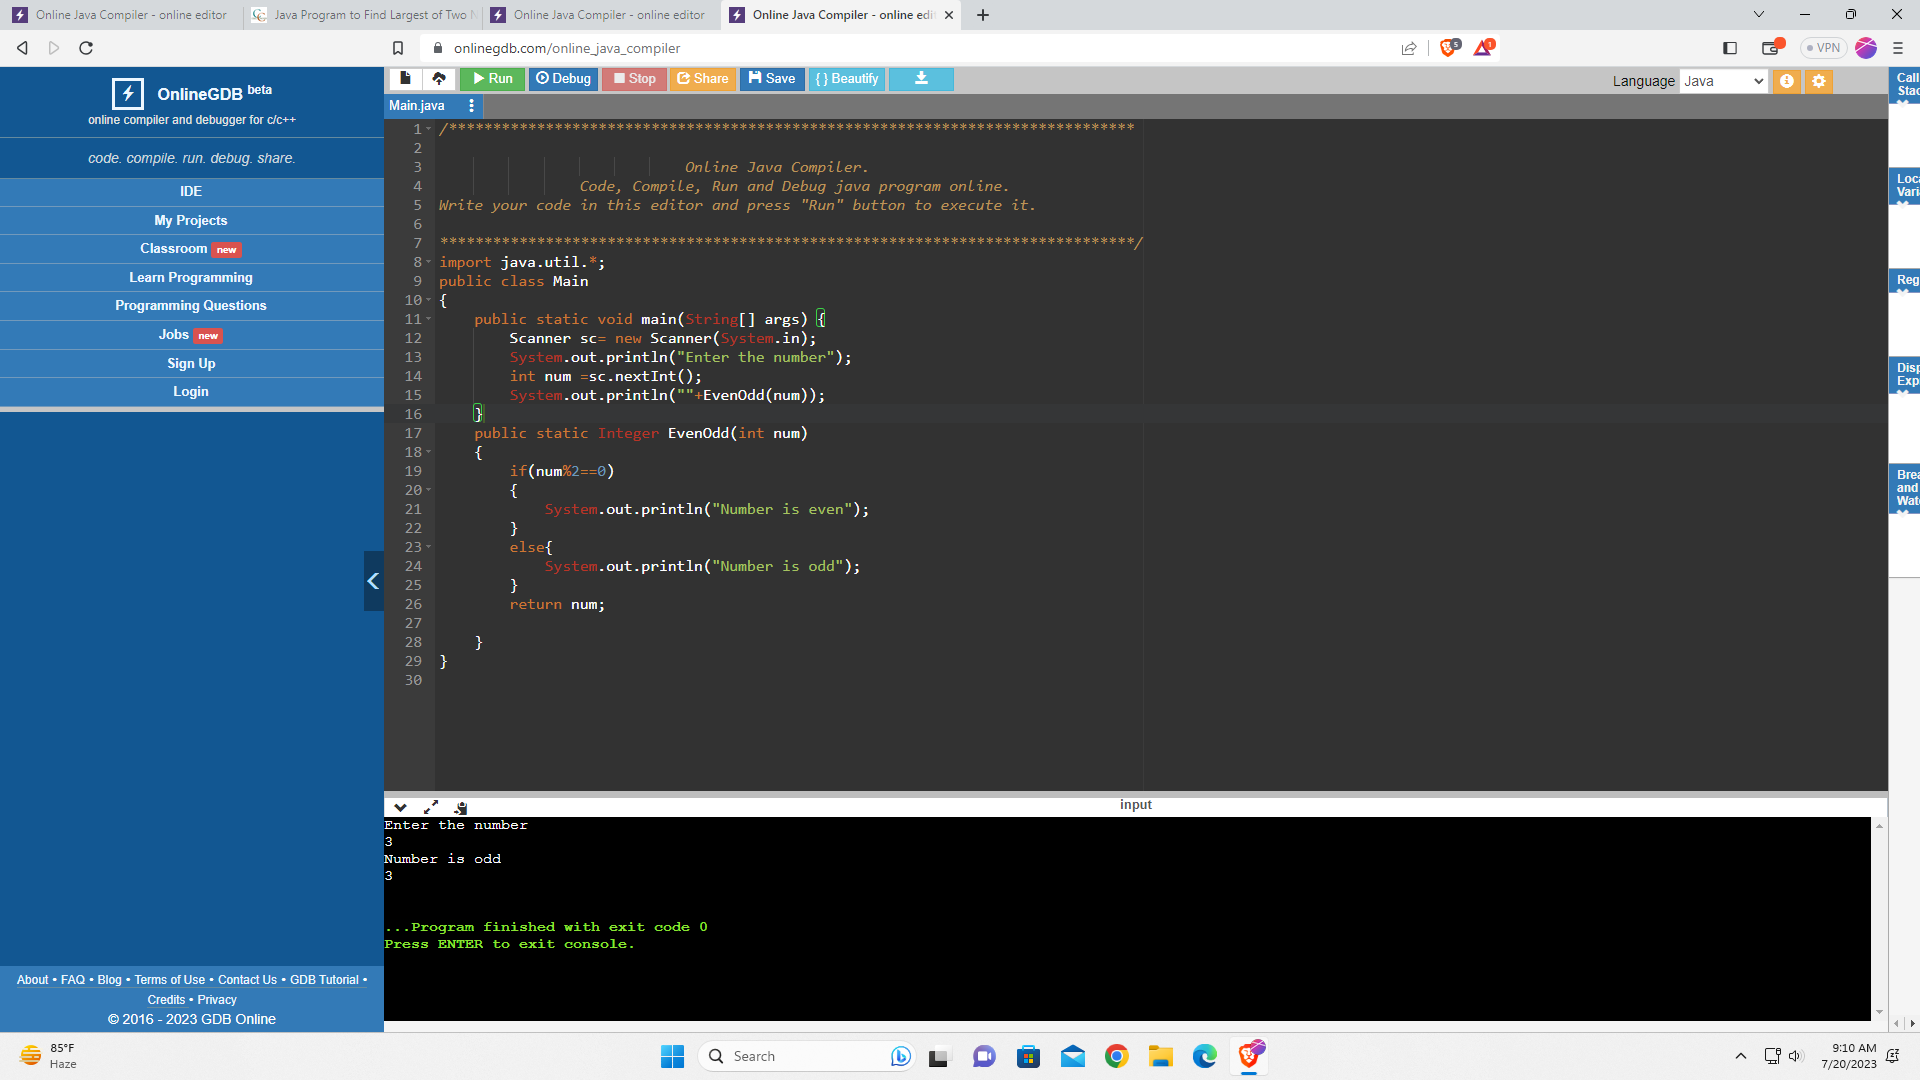 Online Java Compiler - online editor
Java Program to Find Largest of Two N
Online Java Compiler - online editor
Online Java Compiler - online edi
onlinegdb.com/online_java_compiler
5
1
VPN
OnlineGDB beta
online compiler and debugger for c/c++
code. compile. run. debug. share.
IDE
My Projects
Classroom new
Learn Programming
Programming Questions
Jobs new
Sign Up
Login
About • FAQ • Blog • Terms of Use • Contact Us • GDB Tutorial •
Credits • Privacy
© 2016 - 2023 GDB Online
Run Debug Stop Share Save { } Beautify
Language Java
Main.java
1 /******************************************************************************
2
3 Online Java Compiler.
4 Code, Compile, Run and Debug java program online.
5 Write your code in this editor and press "Run" button to execute it.
6
7 *******************************************************************************/
8 import java.util.*;
9 public class Main
10 {
11 public static void main(String[] args) {
12 Scanner sc= new Scanner(System.in);
13 System.out.println("Enter the number");
14 int num =sc.nextInt();
15 System.out.println(""+EvenOdd(num));
16 }
17 public static Integer EvenOdd(int num)
18 {
19 if(num%2==0)
20 {
21 System.out.println("Number is even");
22 }
23 else{
24 System.out.println("Number is odd");
25 }
26 return num;
27
28 }
29 }
30
Call
Stac
Loca
Varia
Reg
Disp
Exp
Brea
and
Wat
input
Enter the number
3
Number is odd
3
...Program finished with exit code 0
Press ENTER to exit console.
85°F
Haze
Search
9:10 AM
7/20/2023